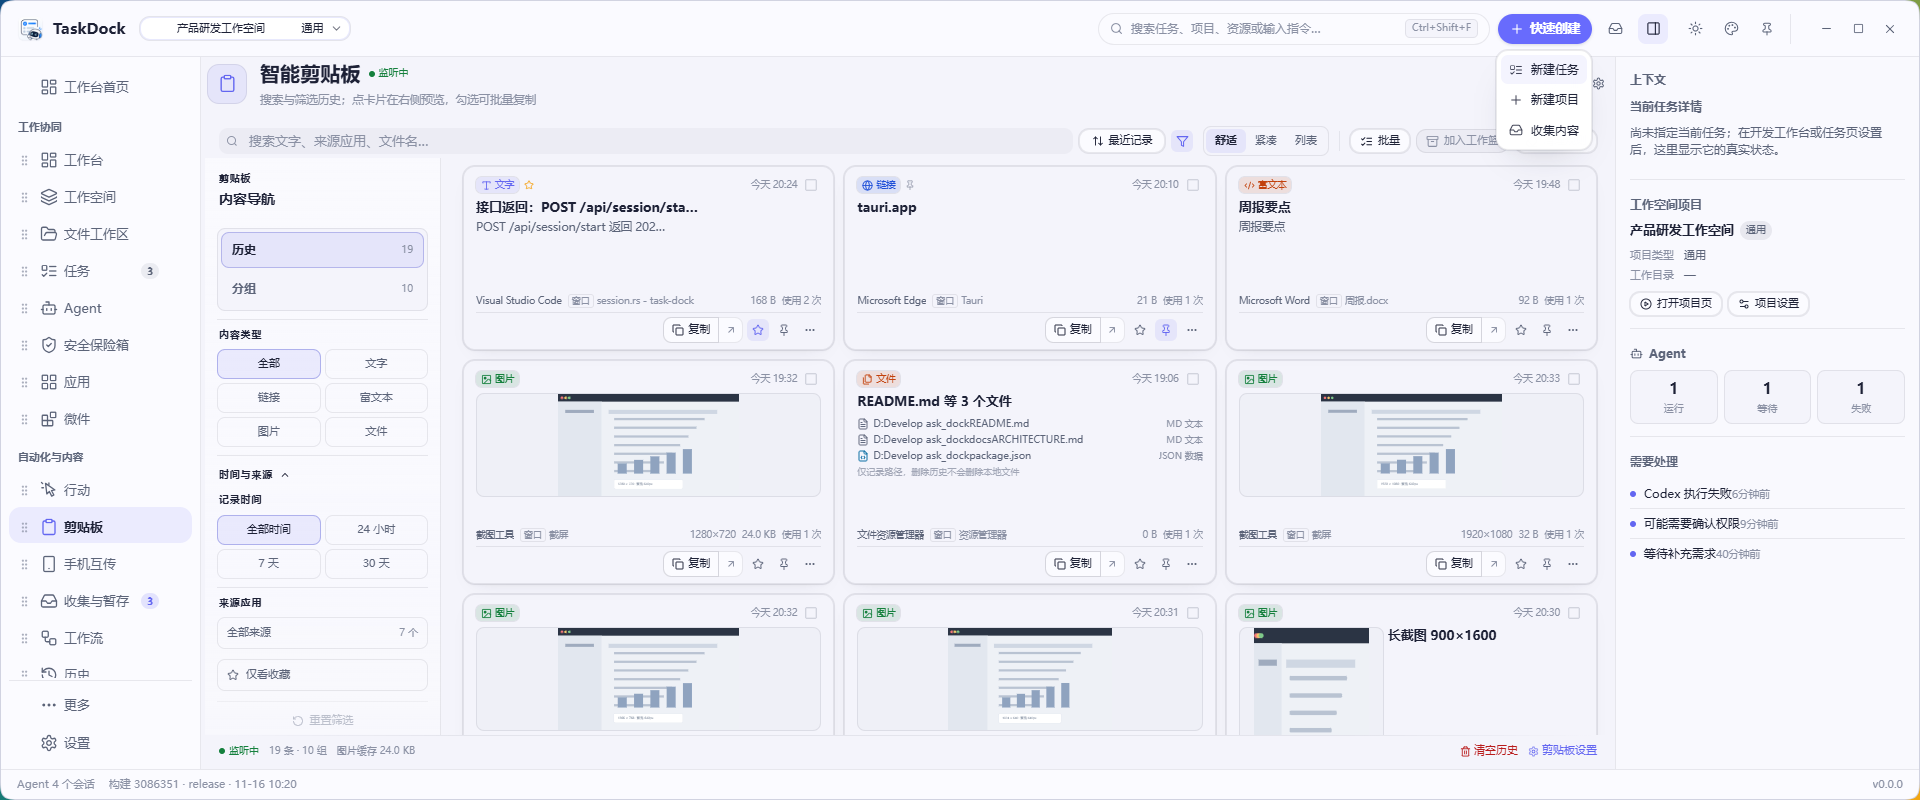 TaskDock
产品研发工作空间 通用
搜索任务、项目、资源或输入指令... Ctrl+Shift+F
快速创建
新建任务
新建项目
收集内容
工作台首页
工作协同
工作台
工作空间
文件工作区
任务 3
Agent
安全保险箱
应用
微件
自动化与内容
行动
剪贴板
手机互传
收集与暂存 3
工作流
历史
更多
设置
智能剪贴板 监听中
搜索与筛选历史；点卡片在右侧预览，勾选可批量复制
搜索文字、来源应用、文件名...
最近记录
舒适 紧凑 列表
批量
加入工作篮
剪贴板
内容导航
历史 19
分组 10
内容类型
全部 文字
链接 富文本
图片 文件
时间与来源
记录时间
全部时间 24 小时
7 天 30 天
来源应用
全部来源 7 个
仅看收藏
重置筛选
文字 今天 20:24
接口返回：POST /api/session/sta...
POST /api/session/start 返回 202...
Visual Studio Code 窗口 session.rs - task-dock 168 B 使用 2 次
复制
链接 今天 20:10
tauri.app
Microsoft Edge 窗口 Tauri 21 B 使用 1 次
复制
富文本 今天 19:48
周报要点
周报要点
Microsoft Word 窗口 周报.docx 92 B 使用 1 次
复制
图片 今天 19:32
截图工具 窗口 截屏 1280×720 24.0 KB 使用 1 次
复制
文件 今天 19:06
README.md 等 3 个文件
D:Develop ask_dockREADME.md MD 文本
D:Develop ask_dockdocsARCHITECTURE.md MD 文本
D:Develop ask_dockpackage.json JSON 数据
仅记录路径，删除历史不会删除本地文件
文件资源管理器 窗口 资源管理器 0 B 使用 1 次
复制
图片 今天 20:33
截图工具 窗口 截屏 1920×1080 32 B 使用 1 次
复制
图片 今天 20:32
图片 今天 20:31
图片 今天 20:30
长截图 900×1600
监听中 19 条 · 10 组 图片缓存 24.0 KB
清空历史 剪贴板设置
上下文
当前任务详情
尚未指定当前任务；在开发工作台或任务页设置
后，这里显示它的真实状态。
工作空间项目
产品研发工作空间 通用
项目类型 通用
工作目录 —
打开项目页 项目设置
Agent
1 1 1
运行 等待 失败
需要处理
Codex 执行失败6分钟前
可能需要确认权限9分钟前
等待补充需求40分钟前
Agent 4 个会话 构建 3086351 · release · 11-16 10:20
v0.0.0